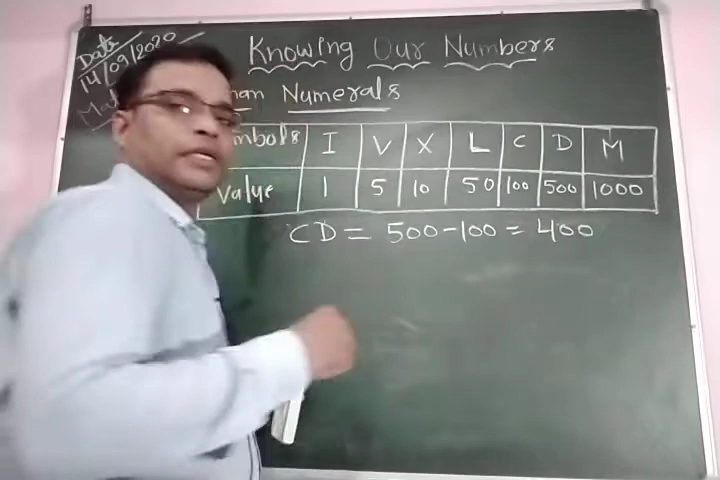 Knowing Our Numbers
Date
14/09/2020
Numerals
I V X L C D M
Value 1 5 10 50 100 500 1000
CD = 500-100 = 400